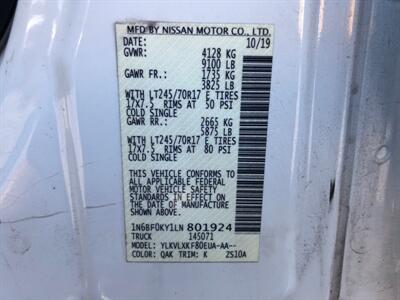 MFD BY NISSAN MOTOR CO., LTD.
DATE: 10/19
GVWR: 4128 KG
9100 LB
GAWR FR.: 1735 KG
3825 LB
WITH LT245/70R17 E TIRES
17X7.5 RIMS AT 50 PSI
COLD SINGLE
GAWR RR.: 2665 KG
5875 LB
WITH LT245/70R17 E TIRES
17X7.5 RIMS AT 80 PSI
COLD SINGLE
THIS VEHICLE CONFORMS TO
ALL APPLICABLE FEDERAL
MOTOR VEHICLE SAFETY
STANDARDS IN EFFECT ON THE
DATE OF MANUFACTURE SHOWN
ABOVE.
1N6BF0KY1LN801924
TRUCK 145071
MODEL: YLKVLXKF80EUA-AA--
COLOR: QAK TRIM: K ZS10A